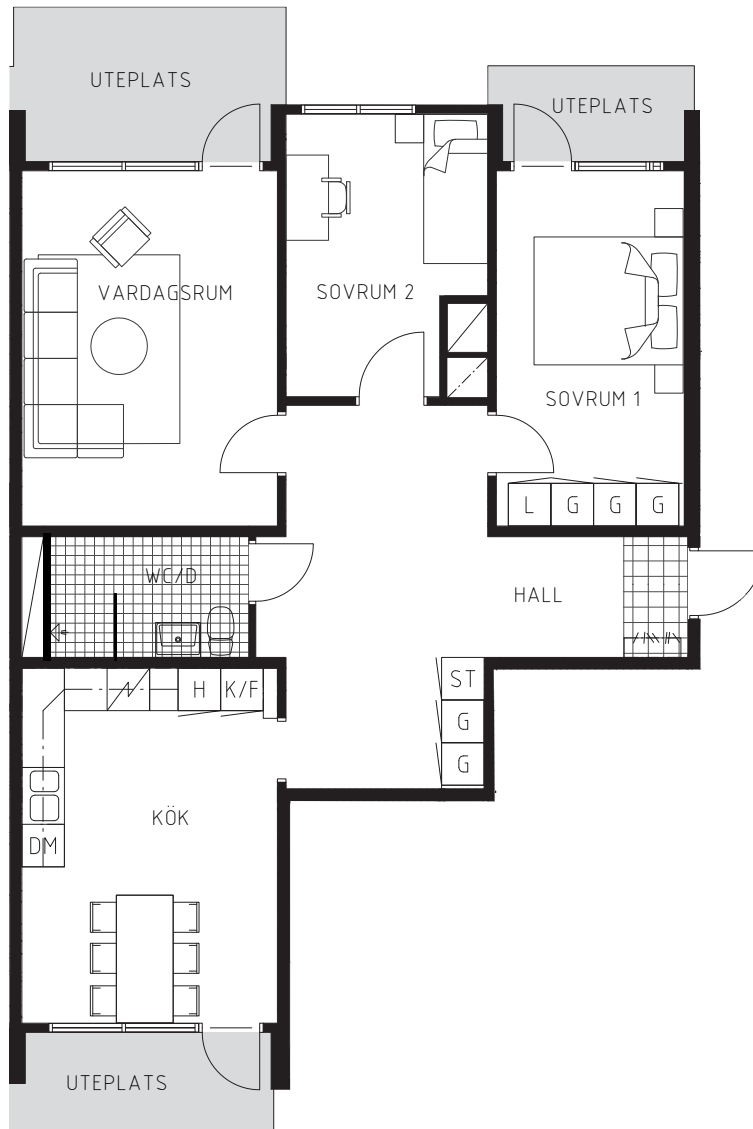 UTEPLATS
UTEPLATS
VARDAGSRUM
SOVRUM 2
SOVRUM 1
L G G G
WC/D
HALL
H K/F
ST
G
G
KÖK
DM
UTEPLATS